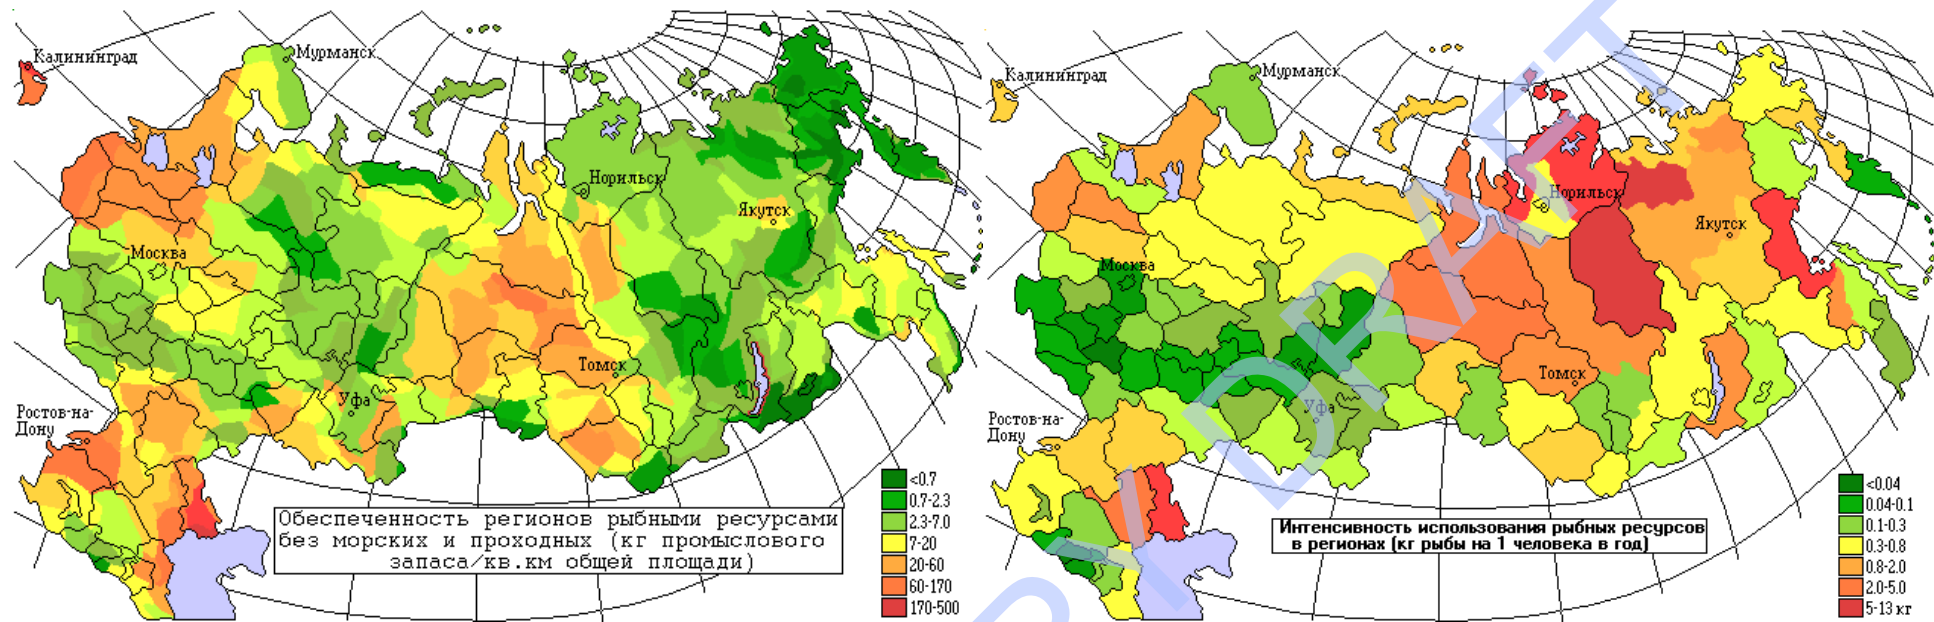 Калининград
Мурманск
Норильск
Якутск
Москва
Томск
Уфа
Ростов-на-
Дону
<0.7
0.7-2.3
2.3-7.0
7-20
20-60
60-170
170-500
Обеспеченность регионов рыбными ресурсами
без морских и проходных (кг промыслового
запаса/кв.км общей площади)
Калининград
Мурманск
Норильск
Якутск
Москва
Томск
Уфа
Ростов-на-
Дону
<0.04
0.04-0.1
0.1-0.3
0.3-0.8
0.8-2.0
2.0-5.0
5-13 кг
Интенсивность использования рыбных ресурсов
в регионах (кг рыбы на 1 человека в год)
DRAFT